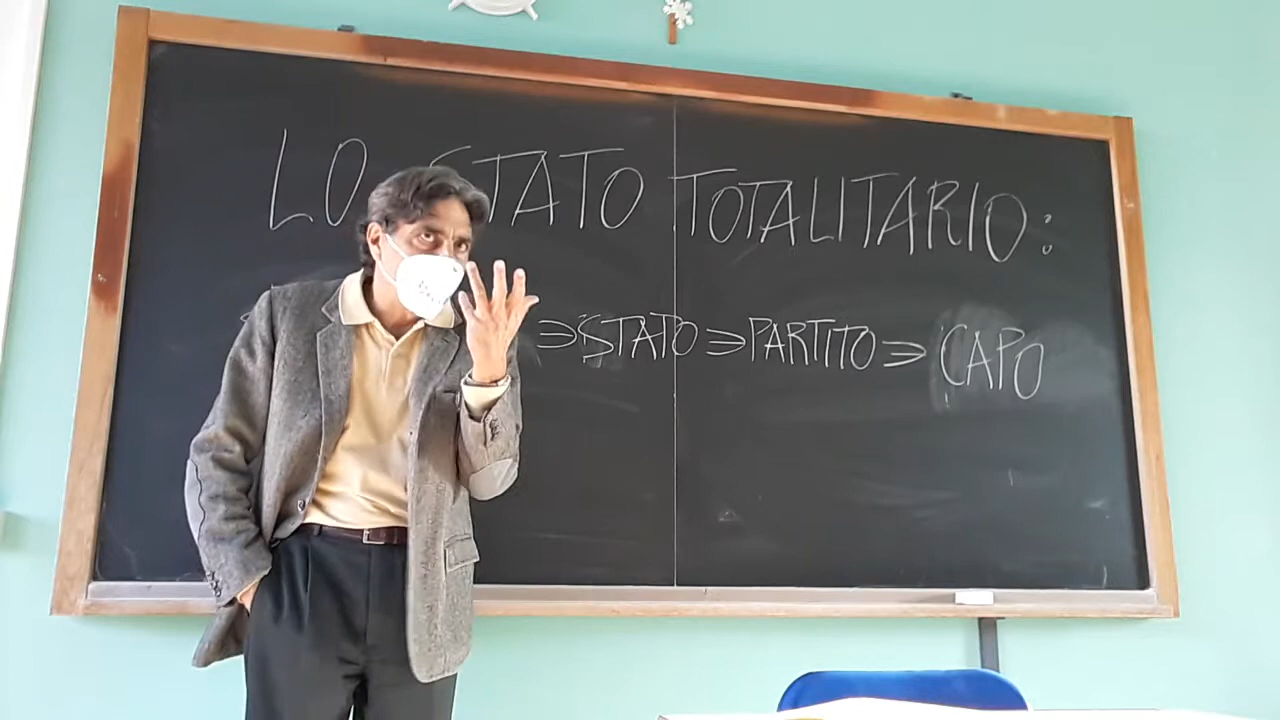 LO STATO TOTALITARIO:
⇒ STATO ⇒ PARTITO ⇒ CAPO